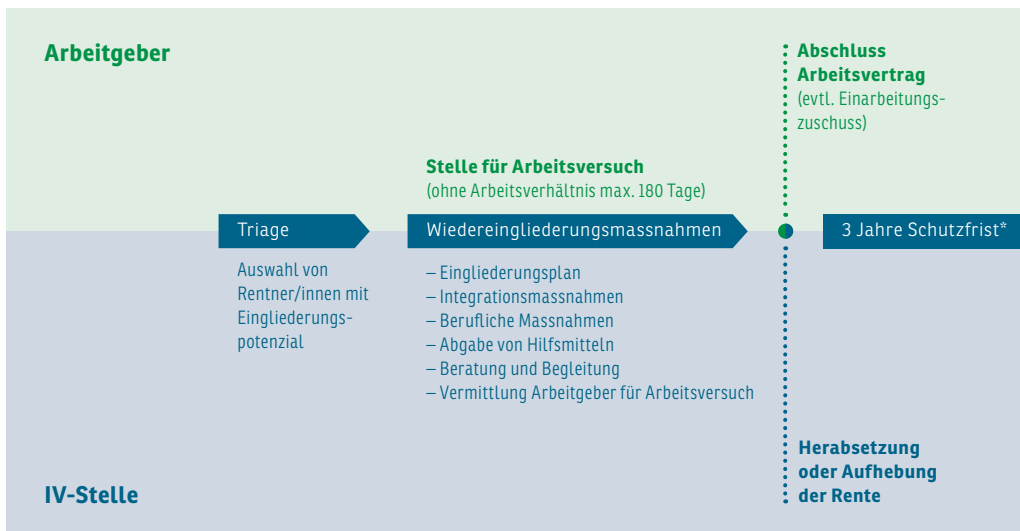 Arbeitgeber
Abschluss
Arbeitsvertrag
(evtl. Einarbeitungs-
zuschuss)
Stelle für Arbeitsversuch
(ohne Arbeitsverhältnis max. 180 Tage)
Triage
Wiedereingliederungsmassnahmen
3 Jahre Schutzfrist*
Auswahl von
Rentner/innen mit
Eingliederungs-
potenzial
– Eingliederungsplan
– Integrationsmassnahmen
– Berufliche Massnahmen
– Abgabe von Hilfsmitteln
– Beratung und Begleitung
– Vermittlung Arbeitgeber für Arbeitsversuch
Herabsetzung
oder Aufhebung
der Rente
IV-Stelle